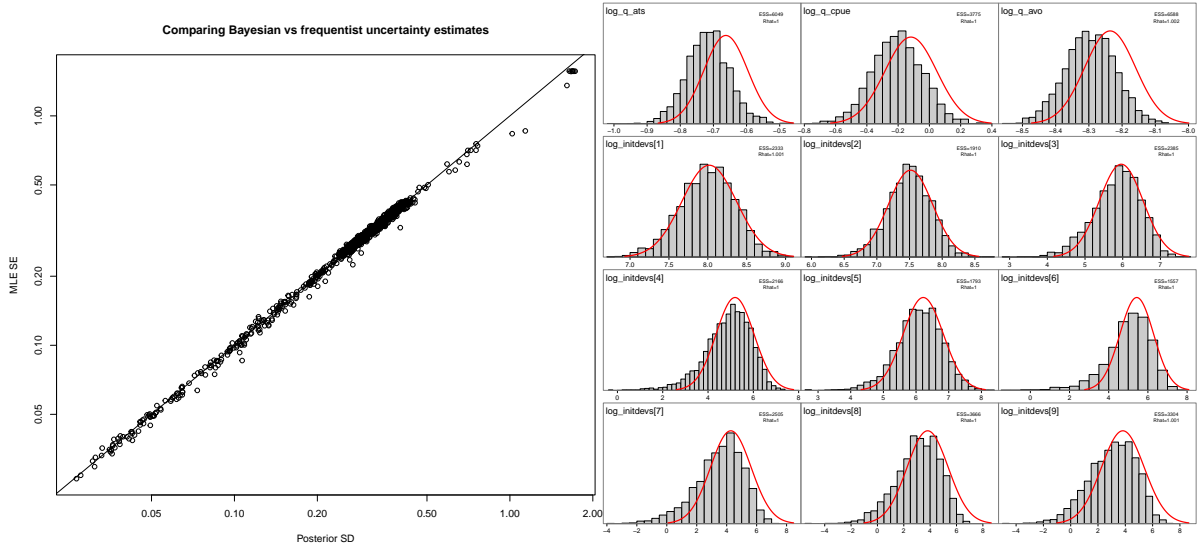 Comparing Bayesian vs frequentist uncertainty estimates
MLE SE
1.00
0.50
0.20
0.10
0.05
0.05 0.10 0.20 0.50 1.00 2.00
Posterior SD
log_q_ats
ESS=6049
Rhat=1
−1.0 −0.9 −0.8 −0.7 −0.6 −0.5
log_q_cpue
ESS=3775
Rhat=1
−0.8 −0.6 −0.4 −0.2 0.0 0.2 0.4
log_q_avo
ESS=6588
Rhat=1.002
−8.5 −8.4 −8.3 −8.2 −8.1 −8.0
log_initdevs[1]
ESS=2333
Rhat=1.001
7.0 7.5 8.0 8.5 9.0
log_initdevs[2]
ESS=1910
Rhat=1
6.0 6.5 7.0 7.5 8.0 8.5
log_initdevs[3]
ESS=2385
Rhat=1
3 4 5 6 7
log_initdevs[4]
ESS=2166
Rhat=1
0 2 4 6 8
log_initdevs[5]
ESS=1793
Rhat=1
3 4 5 6 7 8
log_initdevs[6]
ESS=1557
Rhat=1
0 2 4 6 8
log_initdevs[7]
ESS=2505
Rhat=1
−4 −2 0 2 4 6 8
log_initdevs[8]
ESS=3666
Rhat=1
−4 −2 0 2 4 6 8
log_initdevs[9]
ESS=3304
Rhat=1.001
−4 −2 0 2 4 6 8